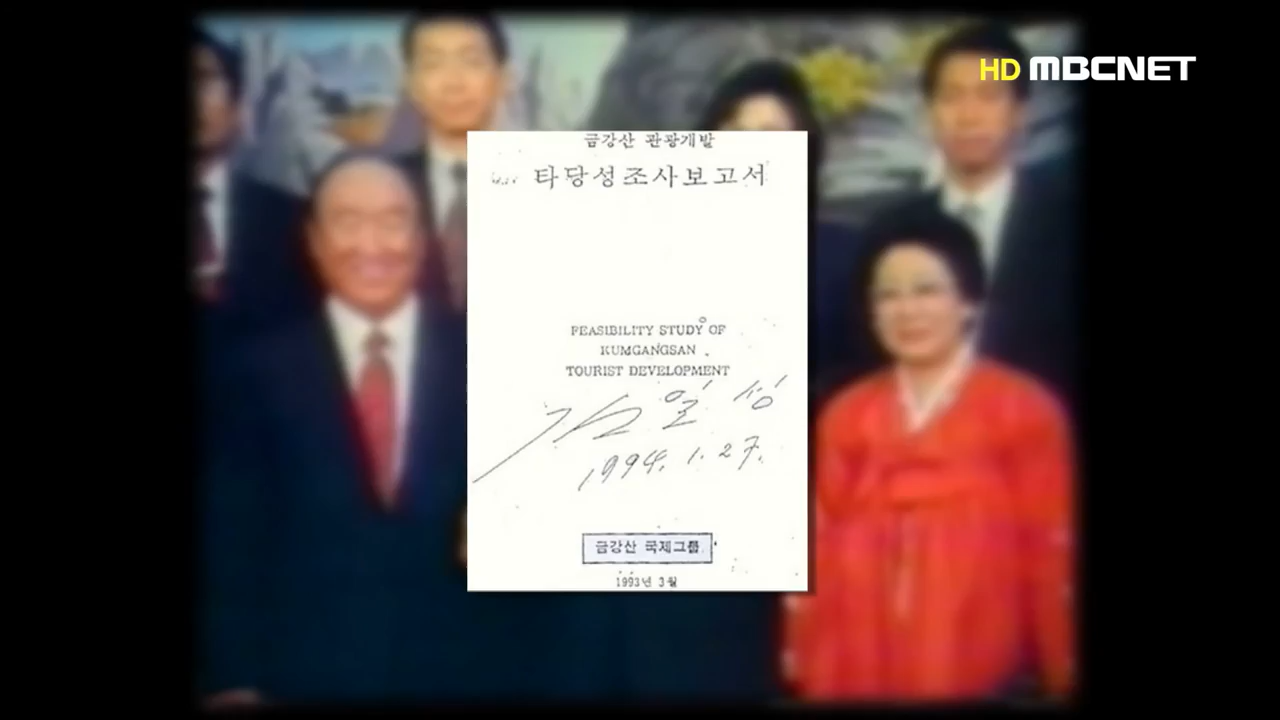 HD MBCNET
금강산 관광개발
타당성조사보고서
FEASIBILITY STUDY OF
KUMGANGSAN
TOURIST DEVELOPMENT
김일성
1994. 1. 27.
금강산 국제그룹
1993년 3월